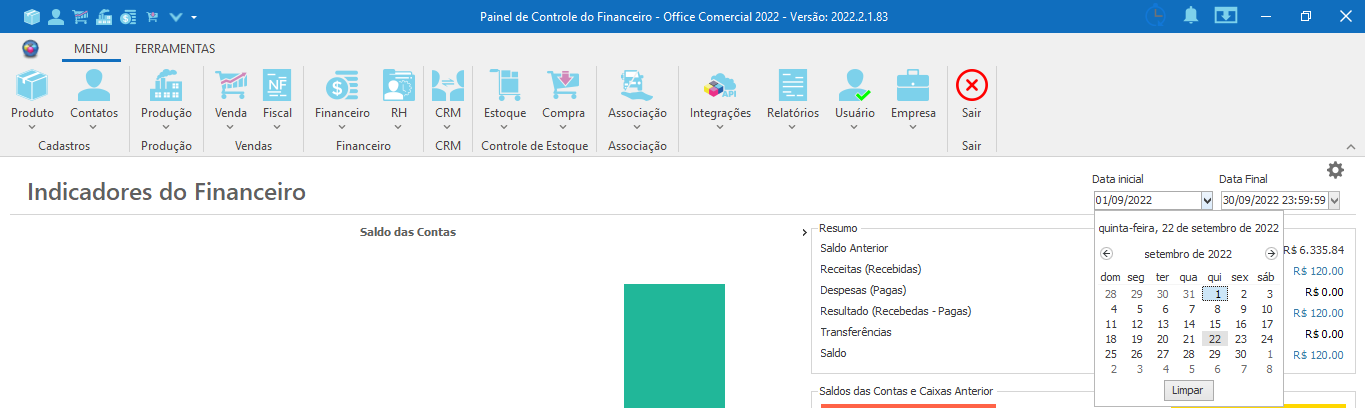 Painel de Controle do Financeiro - Office Comercial 2022 - Versão: 2022.2.1.83
MENU FERRAMENTAS
NF API
Produto Contatos Produção Venda Fiscal Financeiro RH CRM Estoque Compra Associação Integrações Relatórios Usuário Empresa Sair
Cadastros Produção Vendas Financeiro CRM Controle de Estoque Associação Sair
Indicadores do Financeiro
Data inicial Data Final
01/09/2022 30/09/2022 23:59:59
Saldo das Contas
Resumo
Saldo Anterior R$ 6.335.84
Receitas (Recebidas) R$ 120.00
Despesas (Pagas) R$ 0.00
Resultado (Recebedas - Pagas) R$ 120.00
Transferências R$ 0.00
Saldo R$ 120.00
Saldos das Contas e Caixas Anterior
quinta-feira, 22 de setembro de 2022
setembro de 2022
dom seg ter qua qui sex sáb
28 29 30 31 1 2 3
4 5 6 7 8 9 10
11 12 13 14 15 16 17
18 19 20 21 22 23 24
25 26 27 28 29 30 1
2 3 4 5 6 7 8
Limpar